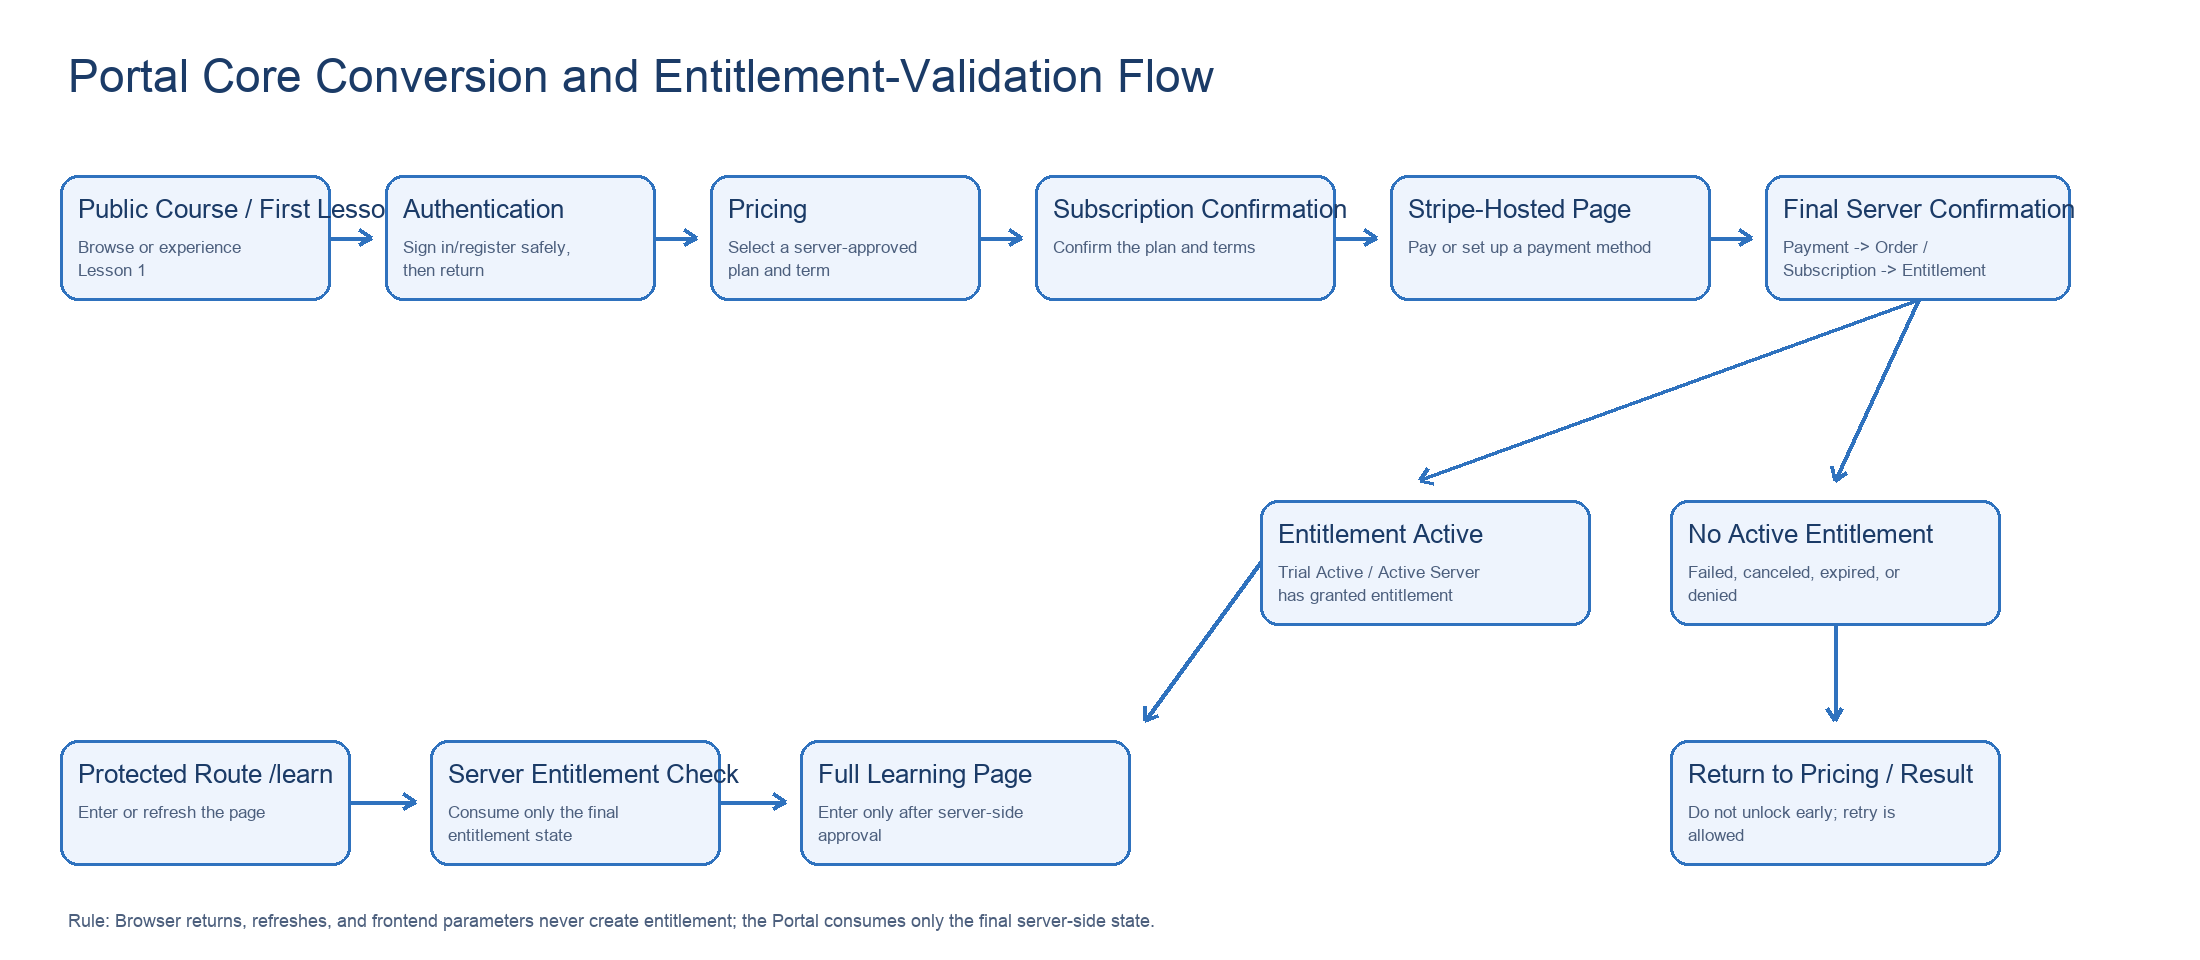 Portal Core Conversion and Entitlement-Validation Flow
Public Course / First Lesso
Browse or experience
Lesson 1
Authentication
Sign in/register safely,
then return
Pricing
Select a server-approved
plan and term
Subscription Confirmation
Confirm the plan and terms
Stripe-Hosted Page
Pay or set up a payment method
Final Server Confirmation
Payment -> Order /
Subscription -> Entitlement
Entitlement Active
Trial Active / Active Server
has granted entitlement
No Active Entitlement
Failed, canceled, expired, or
denied
Protected Route /learn
Enter or refresh the page
Server Entitlement Check
Consume only the final
entitlement state
Full Learning Page
Enter only after server-side
approval
Return to Pricing / Result
Do not unlock early; retry is
allowed
Rule: Browser returns, refreshes, and frontend parameters never create entitlement; the Portal consumes only the final server-side state.